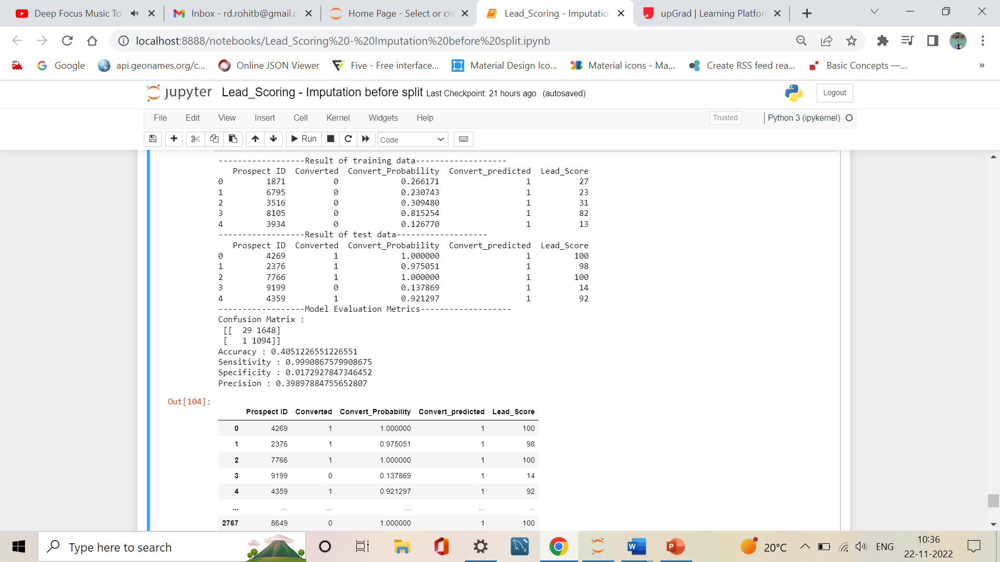 Deep Focus Music To
Inbox - rd.rohitb@gmail.c
Home Page - Select or cre
Lead_Scoring - Imputation
upGrad | Learning Platfor
localhost:8888/notebooks/Lead_Scoring%20-%20Imputation%20before%20split.ipynb
Google
api.geonames.org/c...
Online JSON Viewer
Five - Free interface...
Material Design Ico...
Material icons - Ma...
Create RSS feed rea...
Basic Concepts —...
»
jupyter Lead_Scoring - Imputation before split Last Checkpoint: 21 hours ago (autosaved)
Logout
File Edit View Insert Cell Kernel Widgets Help
Trusted
Python 3 (ipykernel)
Run
Code
------------------Result of training data-------------------
Prospect ID Converted Convert_Probability Convert_predicted Lead_Score
0 1871 0 0.266171 1 27
1 6795 0 0.230743 1 23
2 3516 0 0.309480 1 31
3 8105 0 0.815254 1 82
4 3934 0 0.126770 1 13
------------------Result of test data-------------------
Prospect ID Converted Convert_Probability Convert_predicted Lead_Score
0 4269 1 1.000000 1 100
1 2376 1 0.975051 1 98
2 7766 1 1.000000 1 100
3 9199 0 0.137869 1 14
4 4359 1 0.921297 1 92
------------------Model Evaluation Metrics-------------------
Confusion Matrix :
[[ 29 1648]
[ 1 1094]]
Accuracy : 0.4051226551226551
Sensitivity : 0.9990867579908675
Specificity : 0.0172927847346452
Precision : 0.39897884755652807
Out[104]:
Prospect ID Converted Convert_Probability Convert_predicted Lead_Score
0 4269 1 1.000000 1 100
1 2376 1 0.975051 1 98
2 7766 1 1.000000 1 100
3 9199 0 0.137869 1 14
4 4359 1 0.921297 1 92
... ... ... ... ... ...
2767 8649 0 1.000000 1 100
Type here to search
W
P
20°C
ENG
10:36
22-11-2022